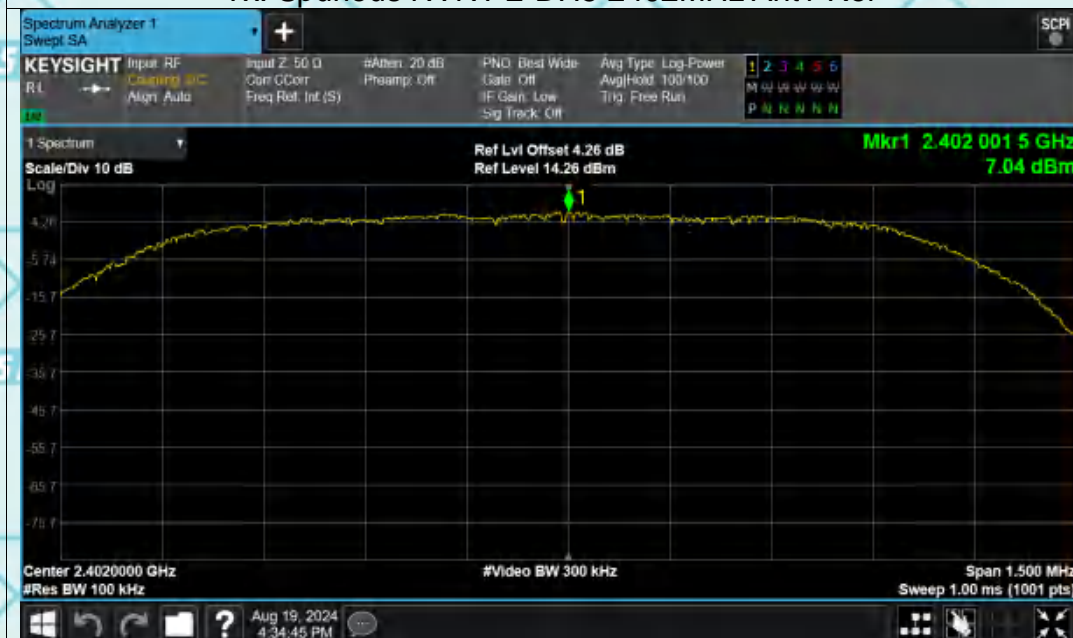 Spectrum Analyzer 1
Swept SA
+
SCPI
KEYSIGHT
Input: RF
Coupling: DC
Align: Auto
Input Z: 50 Ω
Corr CCorr
Freq Ref: Int (S)
#Atten: 20 dB
Preamp: Off
PNO: Best Wide
Gate: Off
IF Gain: Low
Sig Track: Off
Avg Type: Log-Power
Avg|Hold: 100/100
Trig: Free Run
1 2 3 4 5 6
M W W W W W
P N N N N N
1 Spectrum
Scale/Div 10 dB
Ref Lvl Offset 4.26 dB
Ref Level 14.26 dBm
Mkr1 2.402 001 5 GHz
7.04 dBm
Log
1
4.26
-5.74
-15.7
-25.7
-35.7
-45.7
-55.7
-65.7
-75.7
Center 2.4020000 GHz
#Video BW 300 kHz
Span 1.500 MHz
#Res BW 100 kHz
Sweep 1.00 ms (1001 pts)
?
Aug 19, 2024
4:34:45 PM